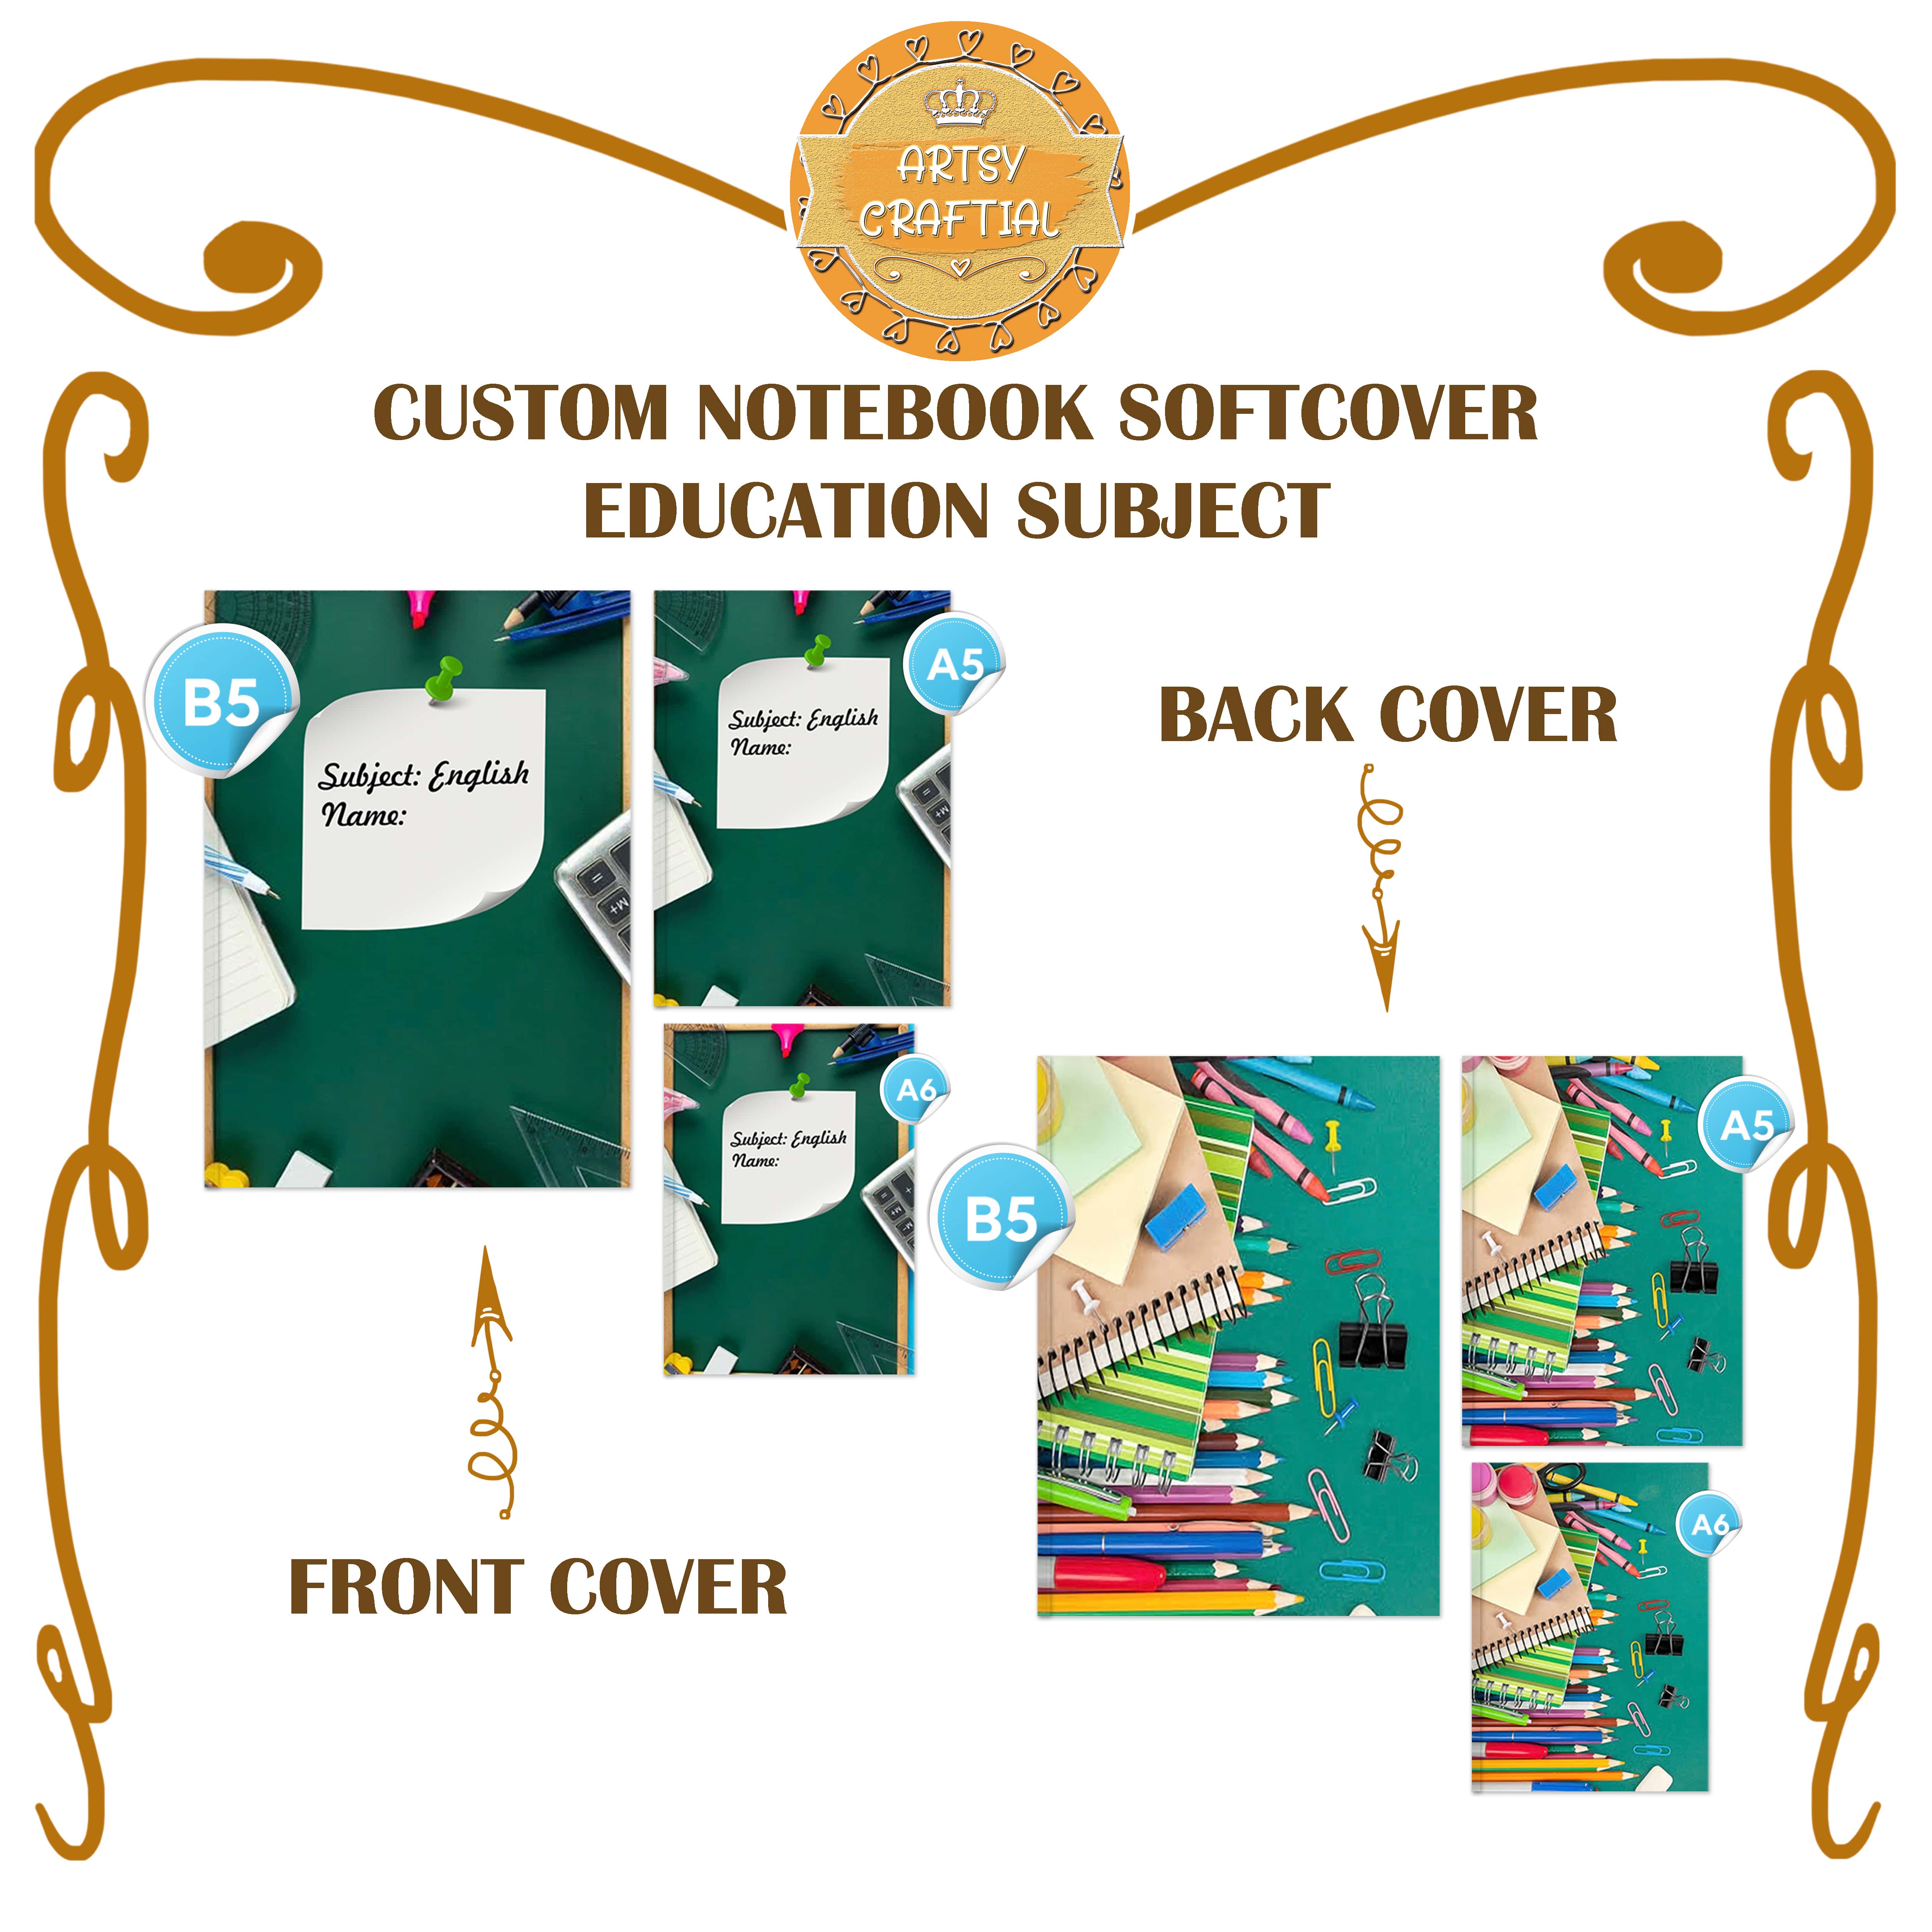 ARTSY
CRAFTIAL
CUSTOM NOTEBOOK SOFTCOVER
EDUCATION SUBJECT
B5
Subject: English
Name:
=
M+
A5
Subject: English
Name:
=
M+
A6
Subject: English
Name:
FRONT COVER
BACK COVER
B5
A5
A6